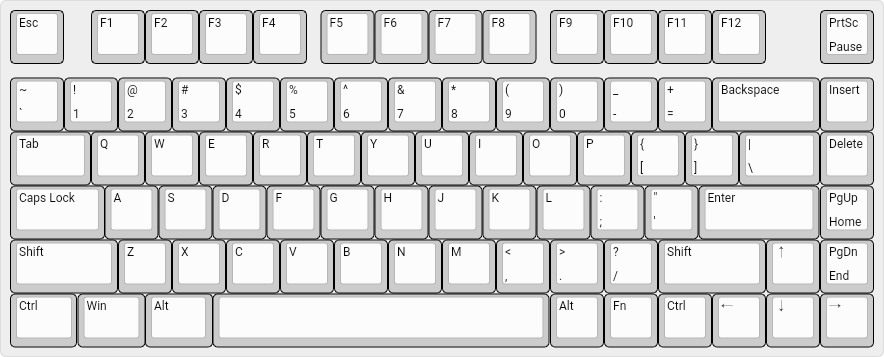 Esc F1 F2 F3 F4 F5 F6 F7 F8 F9 F10 F11 F12 PrtSc
Pause
~ ! @ # $ % ^ & * ( ) _ + Backspace Insert
` 1 2 3 4 5 6 7 8 9 0 - =
Tab Q W E R T Y U I O P { } | Delete
[ ] \
Caps Lock A S D F G H J K L : " Enter PgUp
; ' Home
Shift Z X C V B N M < > ? Shift ↑ PgDn
, . / End
Ctrl Win Alt Alt Fn Ctrl ← ↓ →